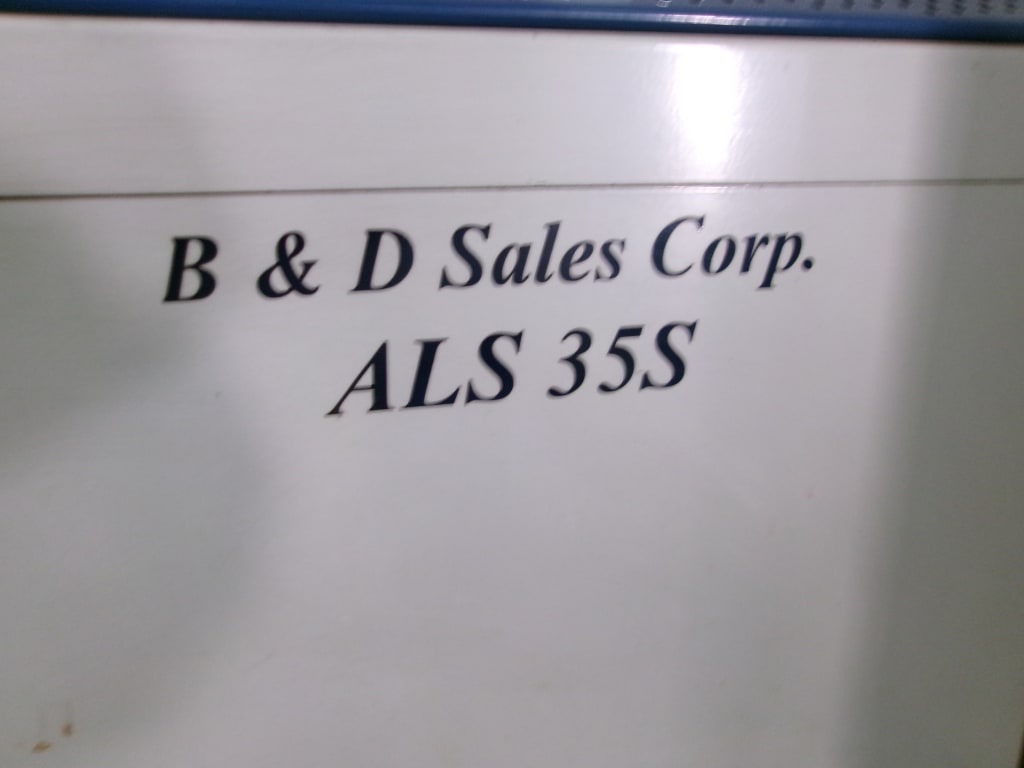 B & D Sales Corp.
ALS 35S